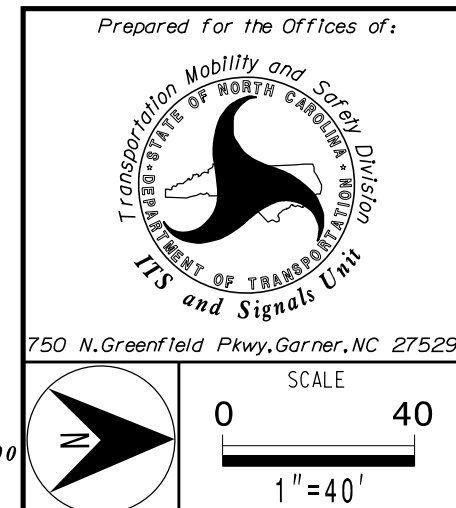 Prepared for the Offices of:
Transportation Mobility and Safety Division
STATE OF NORTH CAROLINA
DEPARTMENT OF TRANSPORTATION
ITS and Signals Unit
750 N.Greenfield Pkwy,Garner,NC 27529
N
SCALE
0 40
1"=40'